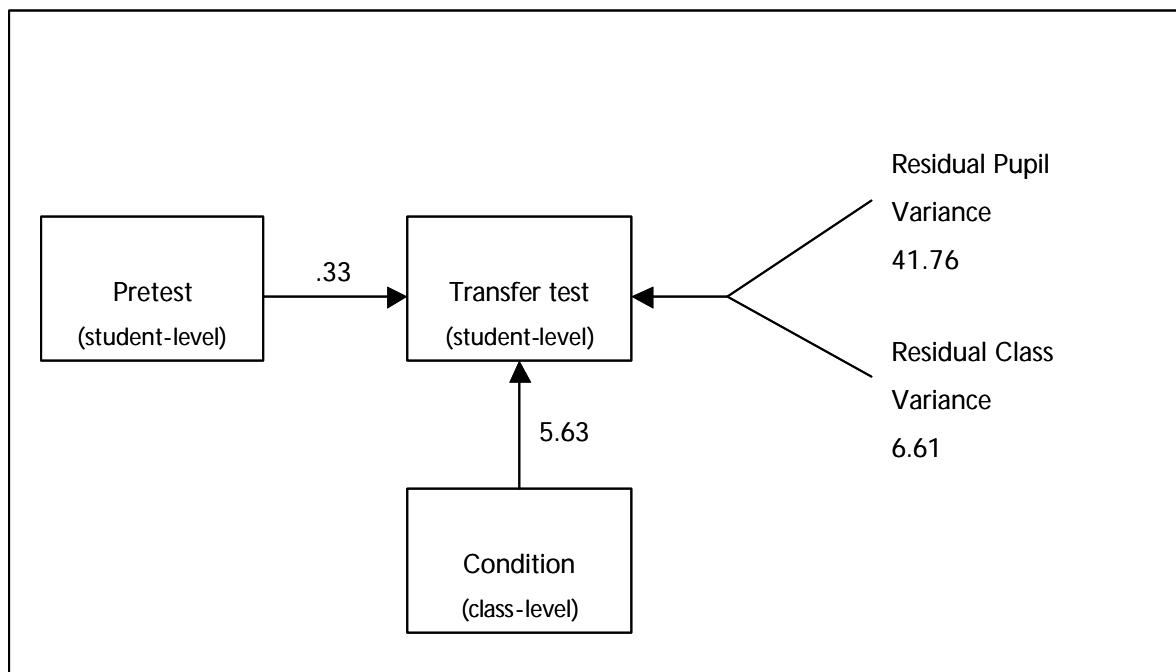 Residual Pupil
Variance
41.76
.33
Pretest
(student-level)
Transfer test
(student-level)
Residual Class
Variance
6.61
5.63
Condition
(class-level)